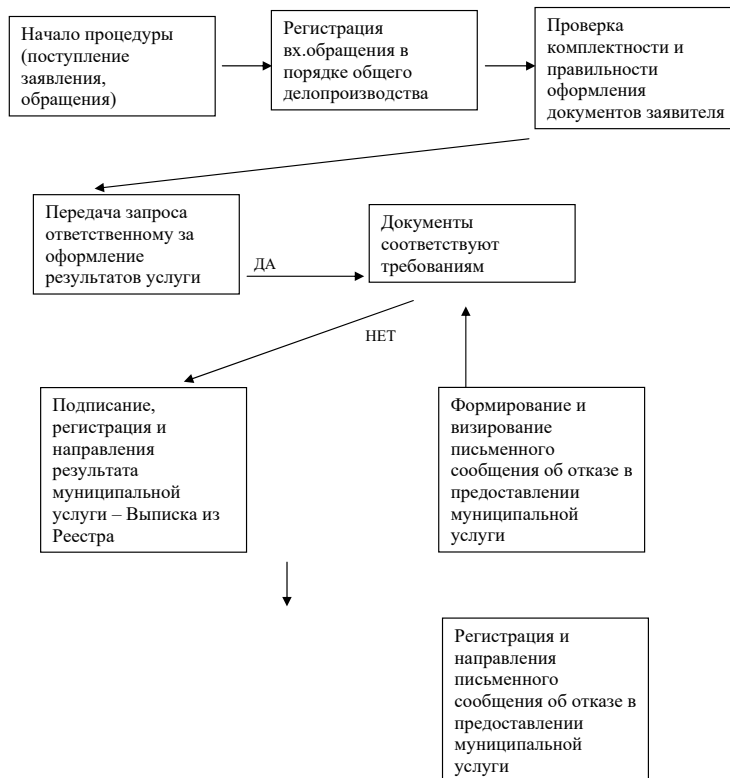 Начало процедуры
(поступление
заявления,
обращения)
Регистрация
вх.обращения в
порядке общего
делопроизводства
Проверка
комплектности и
правильности
оформления
документов заявителя
Передача запроса
ответственному за
оформление
результатов услуги
ДА
Документы
соответствуют
требованиям
НЕТ
Подписание,
регистрация и
направления
результата
муниципальной
услуги – Выписка из
Реестра
Формирование и
визирование
письменного
сообщения об отказе в
предоставлении
муниципальной
услуги
Регистрация и
направления
письменного
сообщения об отказе в
предоставлении
муниципальной
услуги